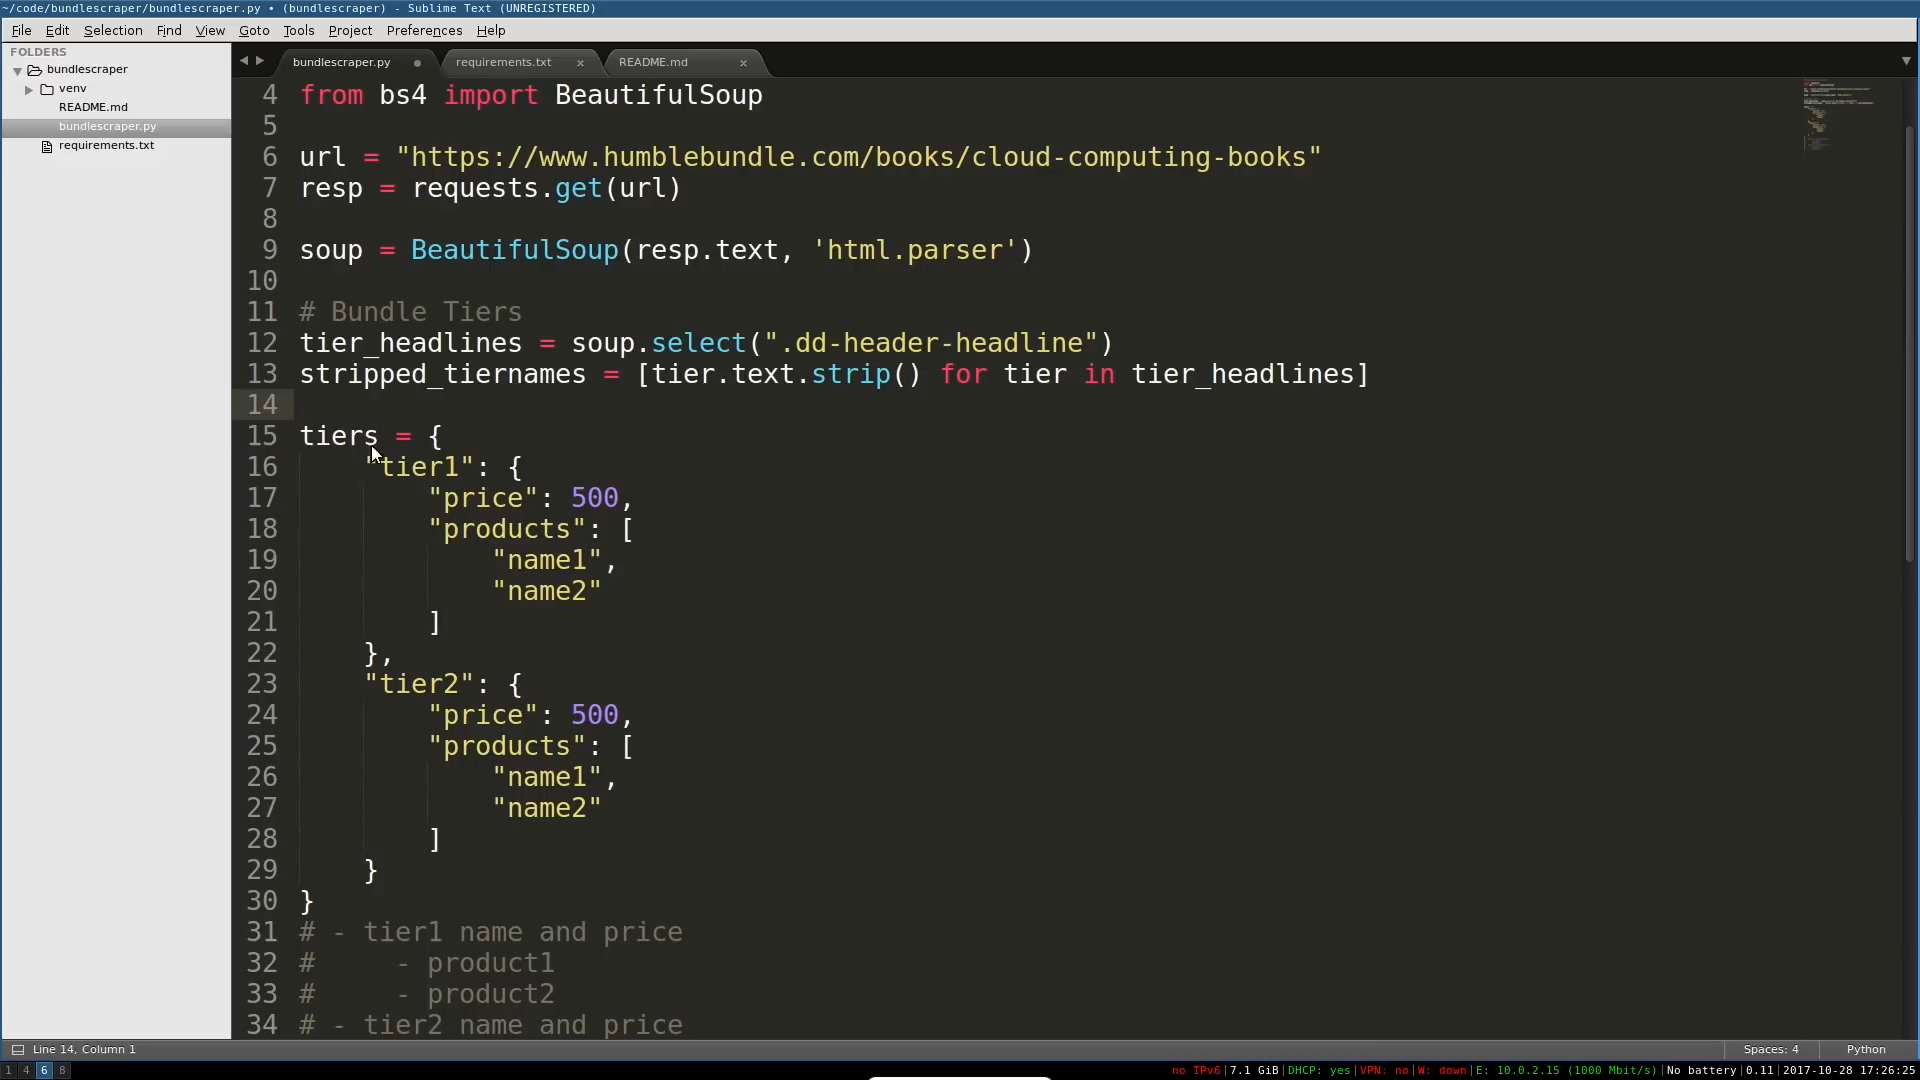 ~/code/bundlescraper/bundlescraper.py • (bundlescraper) - Sublime Text (UNREGISTERED)
File Edit Selection Find View Goto Tools Project Preferences Help
FOLDERS
bundlescraper
venv
README.md
bundlescraper.py
requirements.txt
bundlescraper.py requirements.txt × README.md ×
4 from bs4 import BeautifulSoup
5
6 url = "https://www.humblebundle.com/books/cloud-computing-books"
7 resp = requests.get(url)
8
9 soup = BeautifulSoup(resp.text, 'html.parser')
10
11 # Bundle Tiers
12 tier_headlines = soup.select(".dd-header-headline")
13 stripped_tiernames = [tier.text.strip() for tier in tier_headlines]
14
15 tiers = {
16     "tier1": {
17         "price": 500,
18         "products": [
19             "name1",
20             "name2"
21         ]
22     },
23     "tier2": {
24         "price": 500,
25         "products": [
26             "name1",
27             "name2"
28         ]
29     }
30 }
31 # - tier1 name and price
32 #     - product1
33 #     - product2
34 # - tier2 name and price
Line 14, Column 1 Spaces: 4 Python
1 4 6 8 no IPv6|7.1 GiB|DHCP: yes|VPN: no|W: down|E: 10.0.2.15 (1000 Mbit/s)|No battery|0.11|2017-10-28 17:26:25